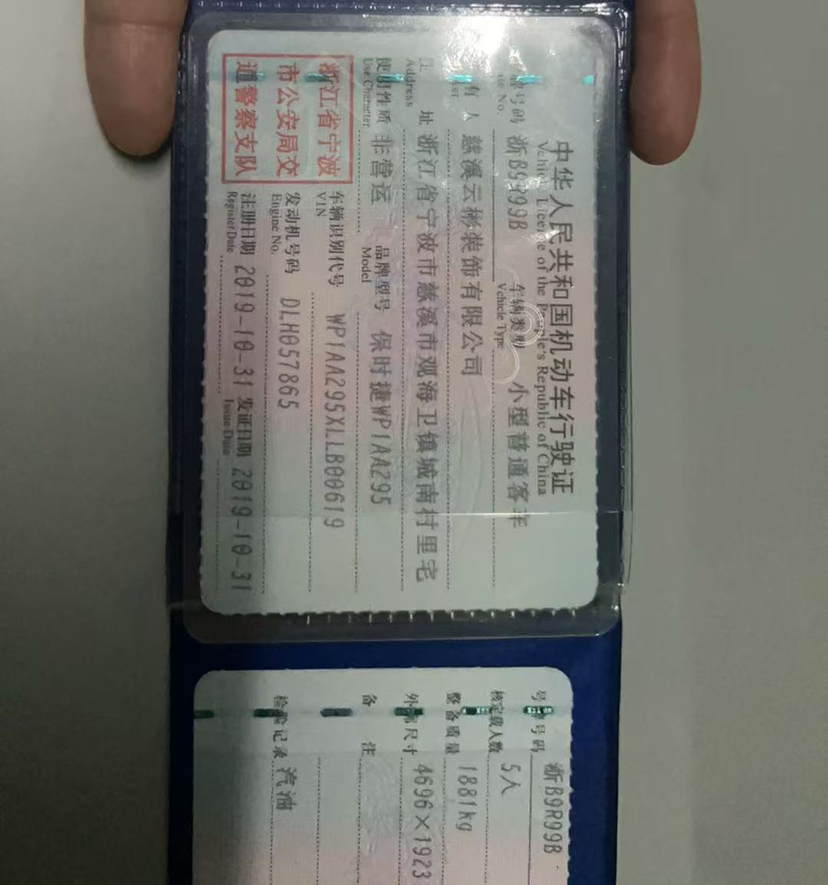 中华人民共和国机动车行驶证
Vehicle License of the People's Republic of China
号码 浙B9R99B 车辆类型 小型普通客车
No. Vehicle Type
有 人 慈溪云彬装饰有限公司
址 浙江省宁波市慈溪市观海卫镇城南村里宅
Address
使用性质 非营运 品牌型号 保时捷WP1AA295
Use Character Model
浙江省宁波
市公安局交
通警察支队
车辆识别代号 WP1AA295XLLB00619
VIN
发动机号码 DLH057865
Engine No.
注册日期 2019-10-31 发证日期 2019-10-31
Register Date Issue Date
号牌号码 浙B9R99B
核定载人数 5人
整备质量 1881kg
外部尺寸 4696×1923
备 注
检验记录 汽油